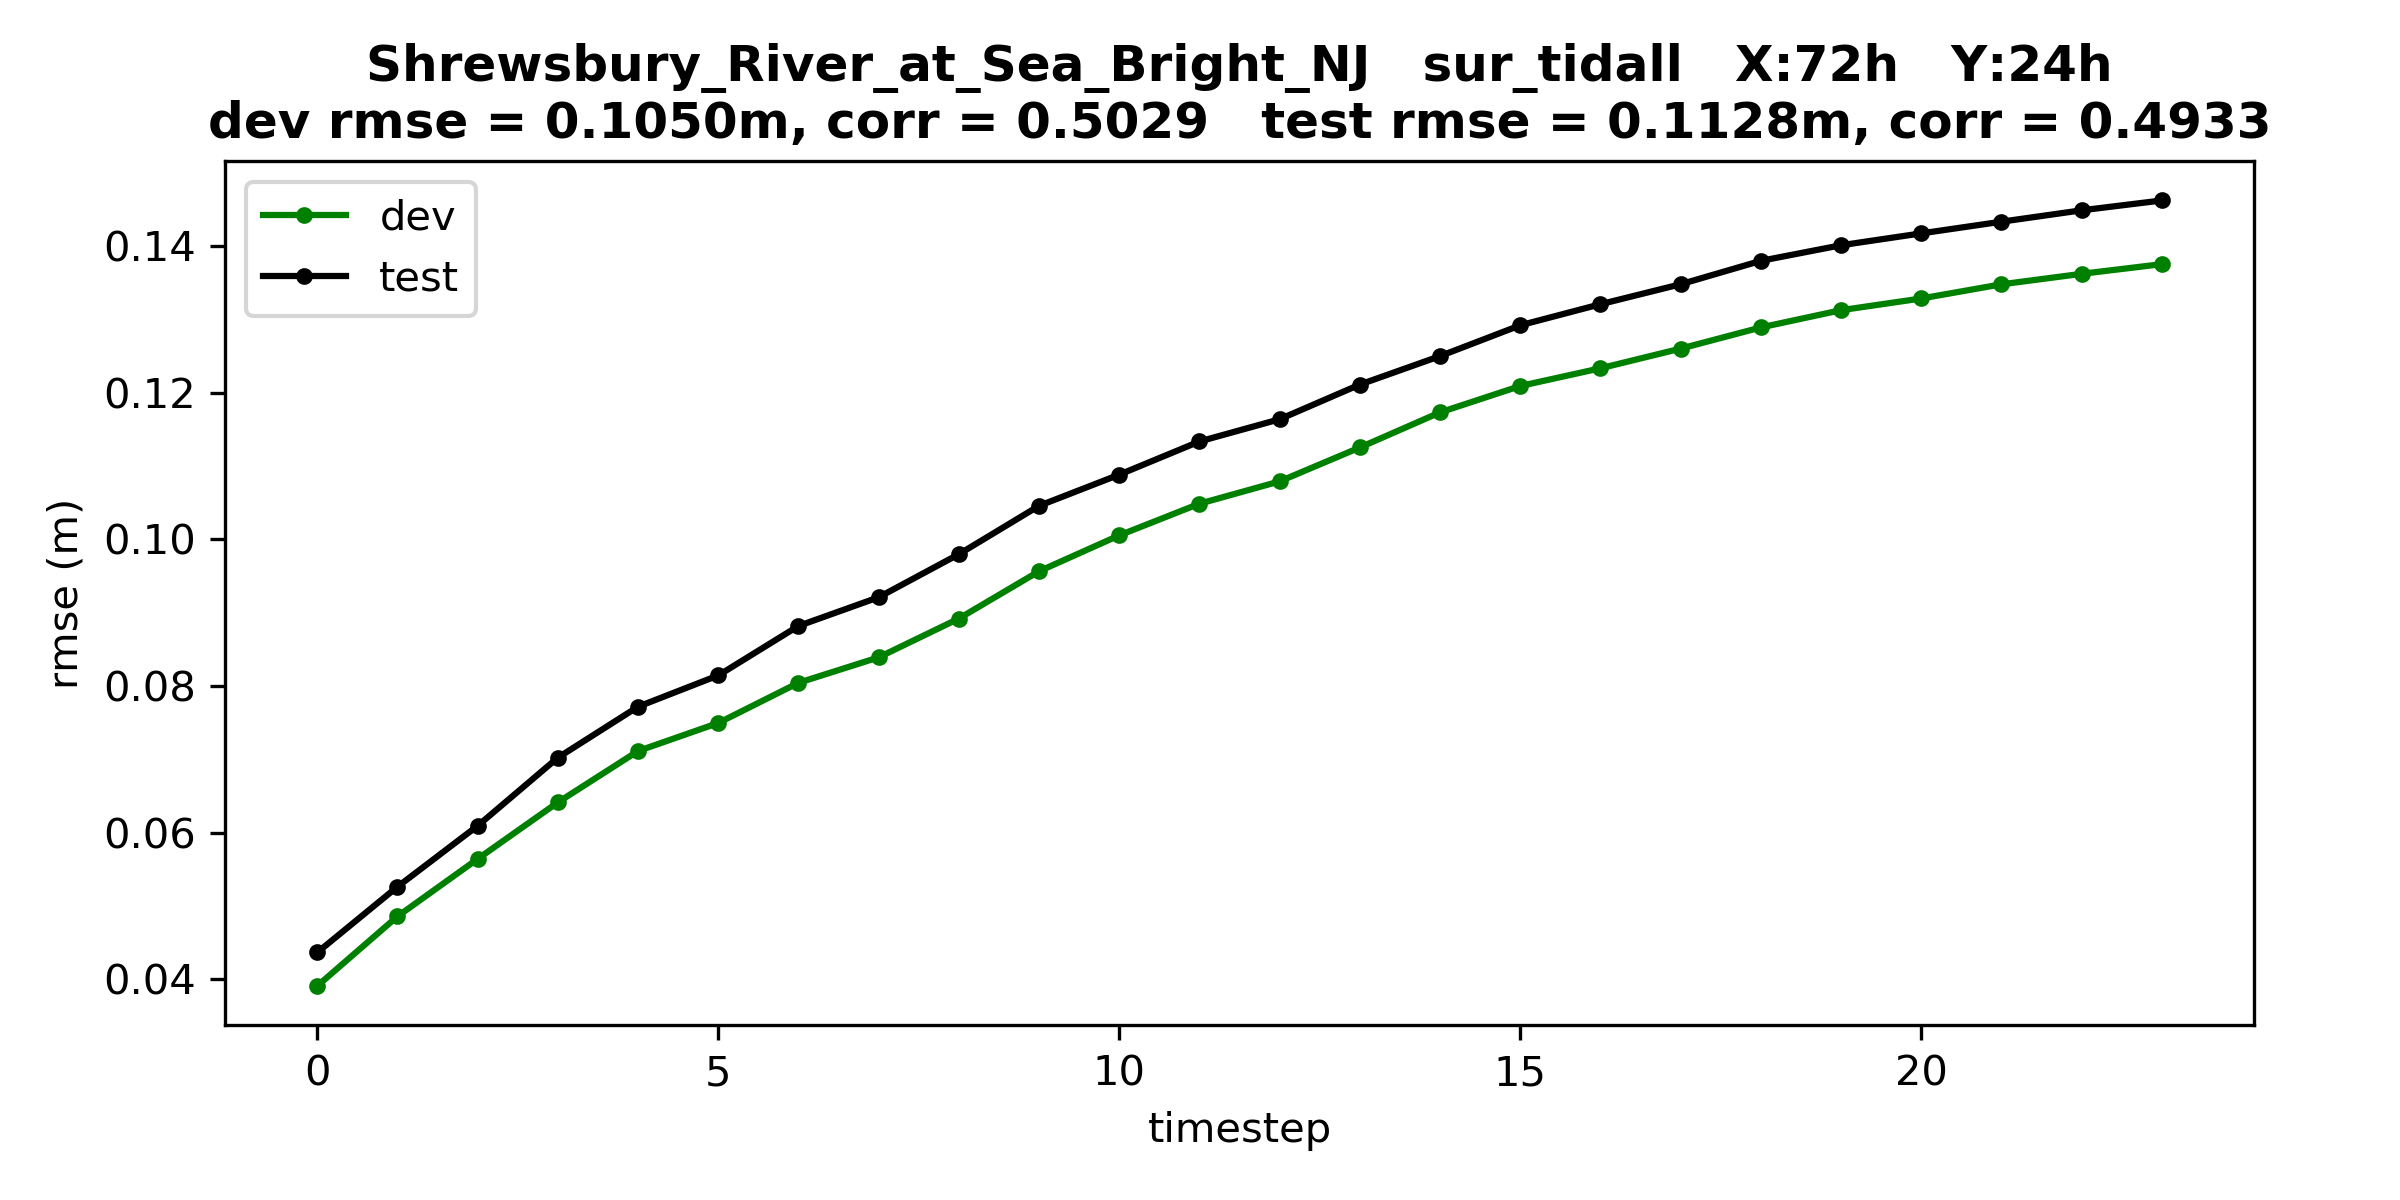 Shrewsbury_River_at_Sea_Bright_NJ sur_tidall X:72h Y:24h
dev rmse = 0.1050m, corr = 0.5029 test rmse = 0.1128m, corr = 0.4933
dev
test
0.14
0.12
0.10
0.08
0.06
0.04
rmse (m)
0 5 10 15 20
timestep